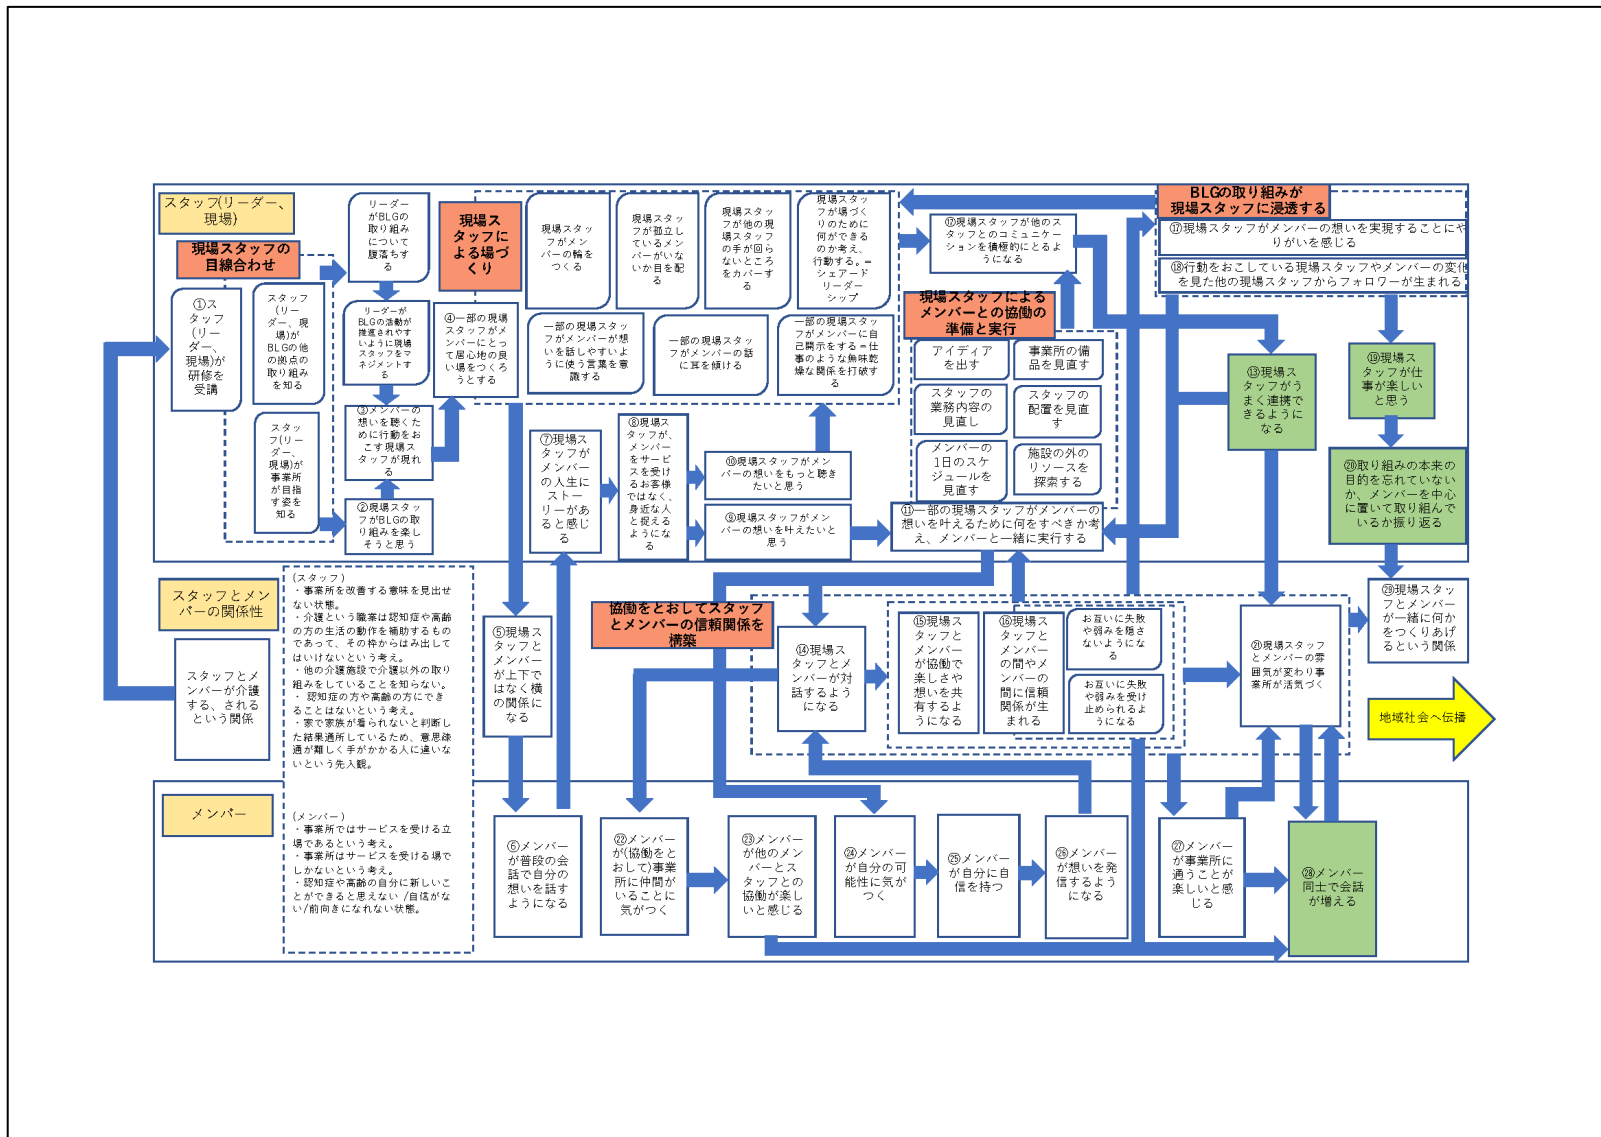 スタッフ(リーダー、
現場)
現場スタッフの
目線合わせ
①ス
タッフ
(リー
ダー、
現場)が
研修を
受講
スタッフ
(リー
ダー、現
場)が
BLGの他
の拠点の
取り組み
を知る
スタッ
フ(リー
ダー、
現場)が
事業所
が目指
す姿を
知る
リーダー
がBLGの
取り組み
について
腹落ちす
る
リーダーが
BLGの活動が
推進されやす
いように現場
スタッフをマ
ネジメントす
る
③メンバーの
想いを聴くた
めに行動をお
こす現場ス
タッフが現れ
る
②現場スタッ
フがBLGの取
り組みを楽し
そうと思う
現場ス
タッフに
よる場づ
くり
④一部の現場
スタッフがメ
ンバーにとっ
て居心地の良
い場をつくろ
うとする
現場スタッ
フがメン
バーの輪を
つくる
現場スタッ
フが孤立し
ているメン
バーがいな
いか目を配
る
現場スタッ
フが他の現
場スタッフ
の手が回ら
ないところ
をカバーす
る
現場スタッ
フが場づく
りのために
何ができる
のか考え、
行動する。=
シェアード
リーダー
シップ
一部の現場スタッ
フがメンバーが想
いを話しやすいよ
うに使う言葉を意
識する
一部の現場スタッ
フがメンバーの話
に耳を傾ける
一部の現場スタッ
フがメンバーに自
己開示をする=仕
事のような無味乾
燥な関係を打破す
る
⑦現場ス
タッフが
メンバー
の人生に
ストー
リーがあ
ると感じ
る
⑧現場ス
タッフが、
メンバー
をサービ
スを受け
るお客様
ではなく、
身近な人
と捉える
ようにな
る
⑩現場スタッフがメン
バーの想いをもっと聴き
たいと思う
⑨現場スタッフがメン
バーの想いを叶えたいと
思う
⑫現場スタッフが他のス
タッフとのコミュニケー
ションを積極的にとるよ
うになる
現場スタッフによる
メンバーとの協働の
準備と実行
アイディア
を出す
事業所の備
品を見直す
スタッフの
業務内容の
見直し
スタッフの
配置を見直
す
メンバーの
1日のスケ
ジュールを
見直す
施設の外の
リソースを
探索する
⑪一部の現場スタッフがメンバーの
想いを叶えるために何をすべきか考
え、メンバーと一緒に実行する
BLGの取り組みが
現場スタッフに浸透する
⑰現場スタッフがメンバーの想いを実現することにや
りがいを感じる
⑱行動をおこしている現場スタッフやメンバーの変化
を見た他の現場スタッフからフォロワーが生まれる
⑬現場ス
タッフがう
まく連携で
きるように
なる
⑲現場ス
タッフが仕
事が楽しい
と思う
⑳取り組みの本来の
目的を忘れていない
か、メンバーを中心
に置いて取り組んで
いるか振り返る
スタッフとメン
バーの関係性
スタッフとメ
ンバーが介護
する、される
という関係
(スタッフ)
・事業所を改善する意味を見出せ
ない状態。
・介護という職業は認知症や高齢
の方の生活の動作を補助するもの
であって、その枠からはみ出して
はいけないという考え。
・他の介護施設で介護以外の取り
組みをしていることを知らない。
・認知症の方や高齢の方にでき
ることはないという考え。
・家で家族が看られないと判断し
た結果通所しているため、意思疎
通が難しく手がかかる人に違いな
いという先入観。
(メンバー)
・事業所ではサービスを受ける立
場であるという考え。
・事業所はサービスを受ける場で
しかないという考え。
・認知症や高齢の自分に新しいこ
とができると思えない/自信がな
い/前向きになれない状態。
⑤現場ス
タッフと
メンバー
が上下で
はなく横
の関係に
なる
協働をとおしてスタッフ
とメンバーの信頼関係を
構築
⑭現場ス
タッフとメ
ンバーが対
話するよう
になる
⑮現場ス
タッフと
メンバー
が協働で
楽しさや
想いを共
有するよ
うになる
⑯現場ス
タッフと
メンバー
の間やメ
ンバーの
間に信頼
関係が生
まれる
お互いに失敗
や弱みを隠さ
ないようにな
る
お互いに失敗
や弱みを受け
止められるよ
うになる
㉑現場スタッフ
とメンバーの雰
囲気が変わり事
業所が活気づく
現場スタッフ
とメンバー
が一緒に何か
をつくりあげ
るという関係
地域社会へ伝播
メンバー
⑥メンバー
が普段の会
話で自分の
想いを話す
ようになる
㉒メンバー
が(協働をと
おして)事業
所に仲間が
いることに
気がつく
㉓メンバー
が他のメン
バーとス
タッフとの
協働が楽し
いと感じる
㉔メンバー
が自分の可
能性に気が
つく
㉕メンバー
が自分に自
信を持つ
㉖メンバー
が想いを発
信するよう
になる
㉗メンバー
が事業所に
通うことが
楽しいと感
じる
㉘メンバー
同士で会話
が増える